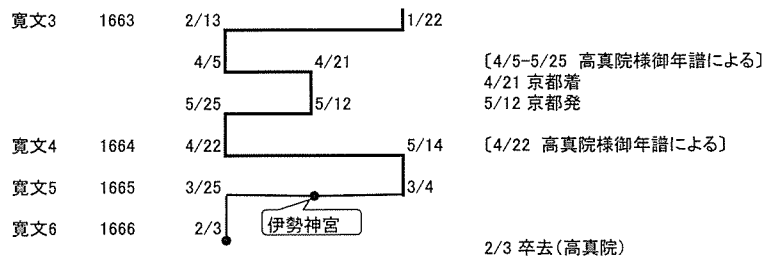 寛文3 1663 2/13 1/22
4/5 4/21 〔4/5-5/25 高真院様御年譜による〕
4/21 京都着
5/25 5/12 5/12 京都発
寛文4 1664 4/22 5/14 〔4/22 高真院様御年譜による〕
寛文5 1665 3/25 3/4
伊勢神宮
寛文6 1666 2/3
2/3 卒去(高真院)